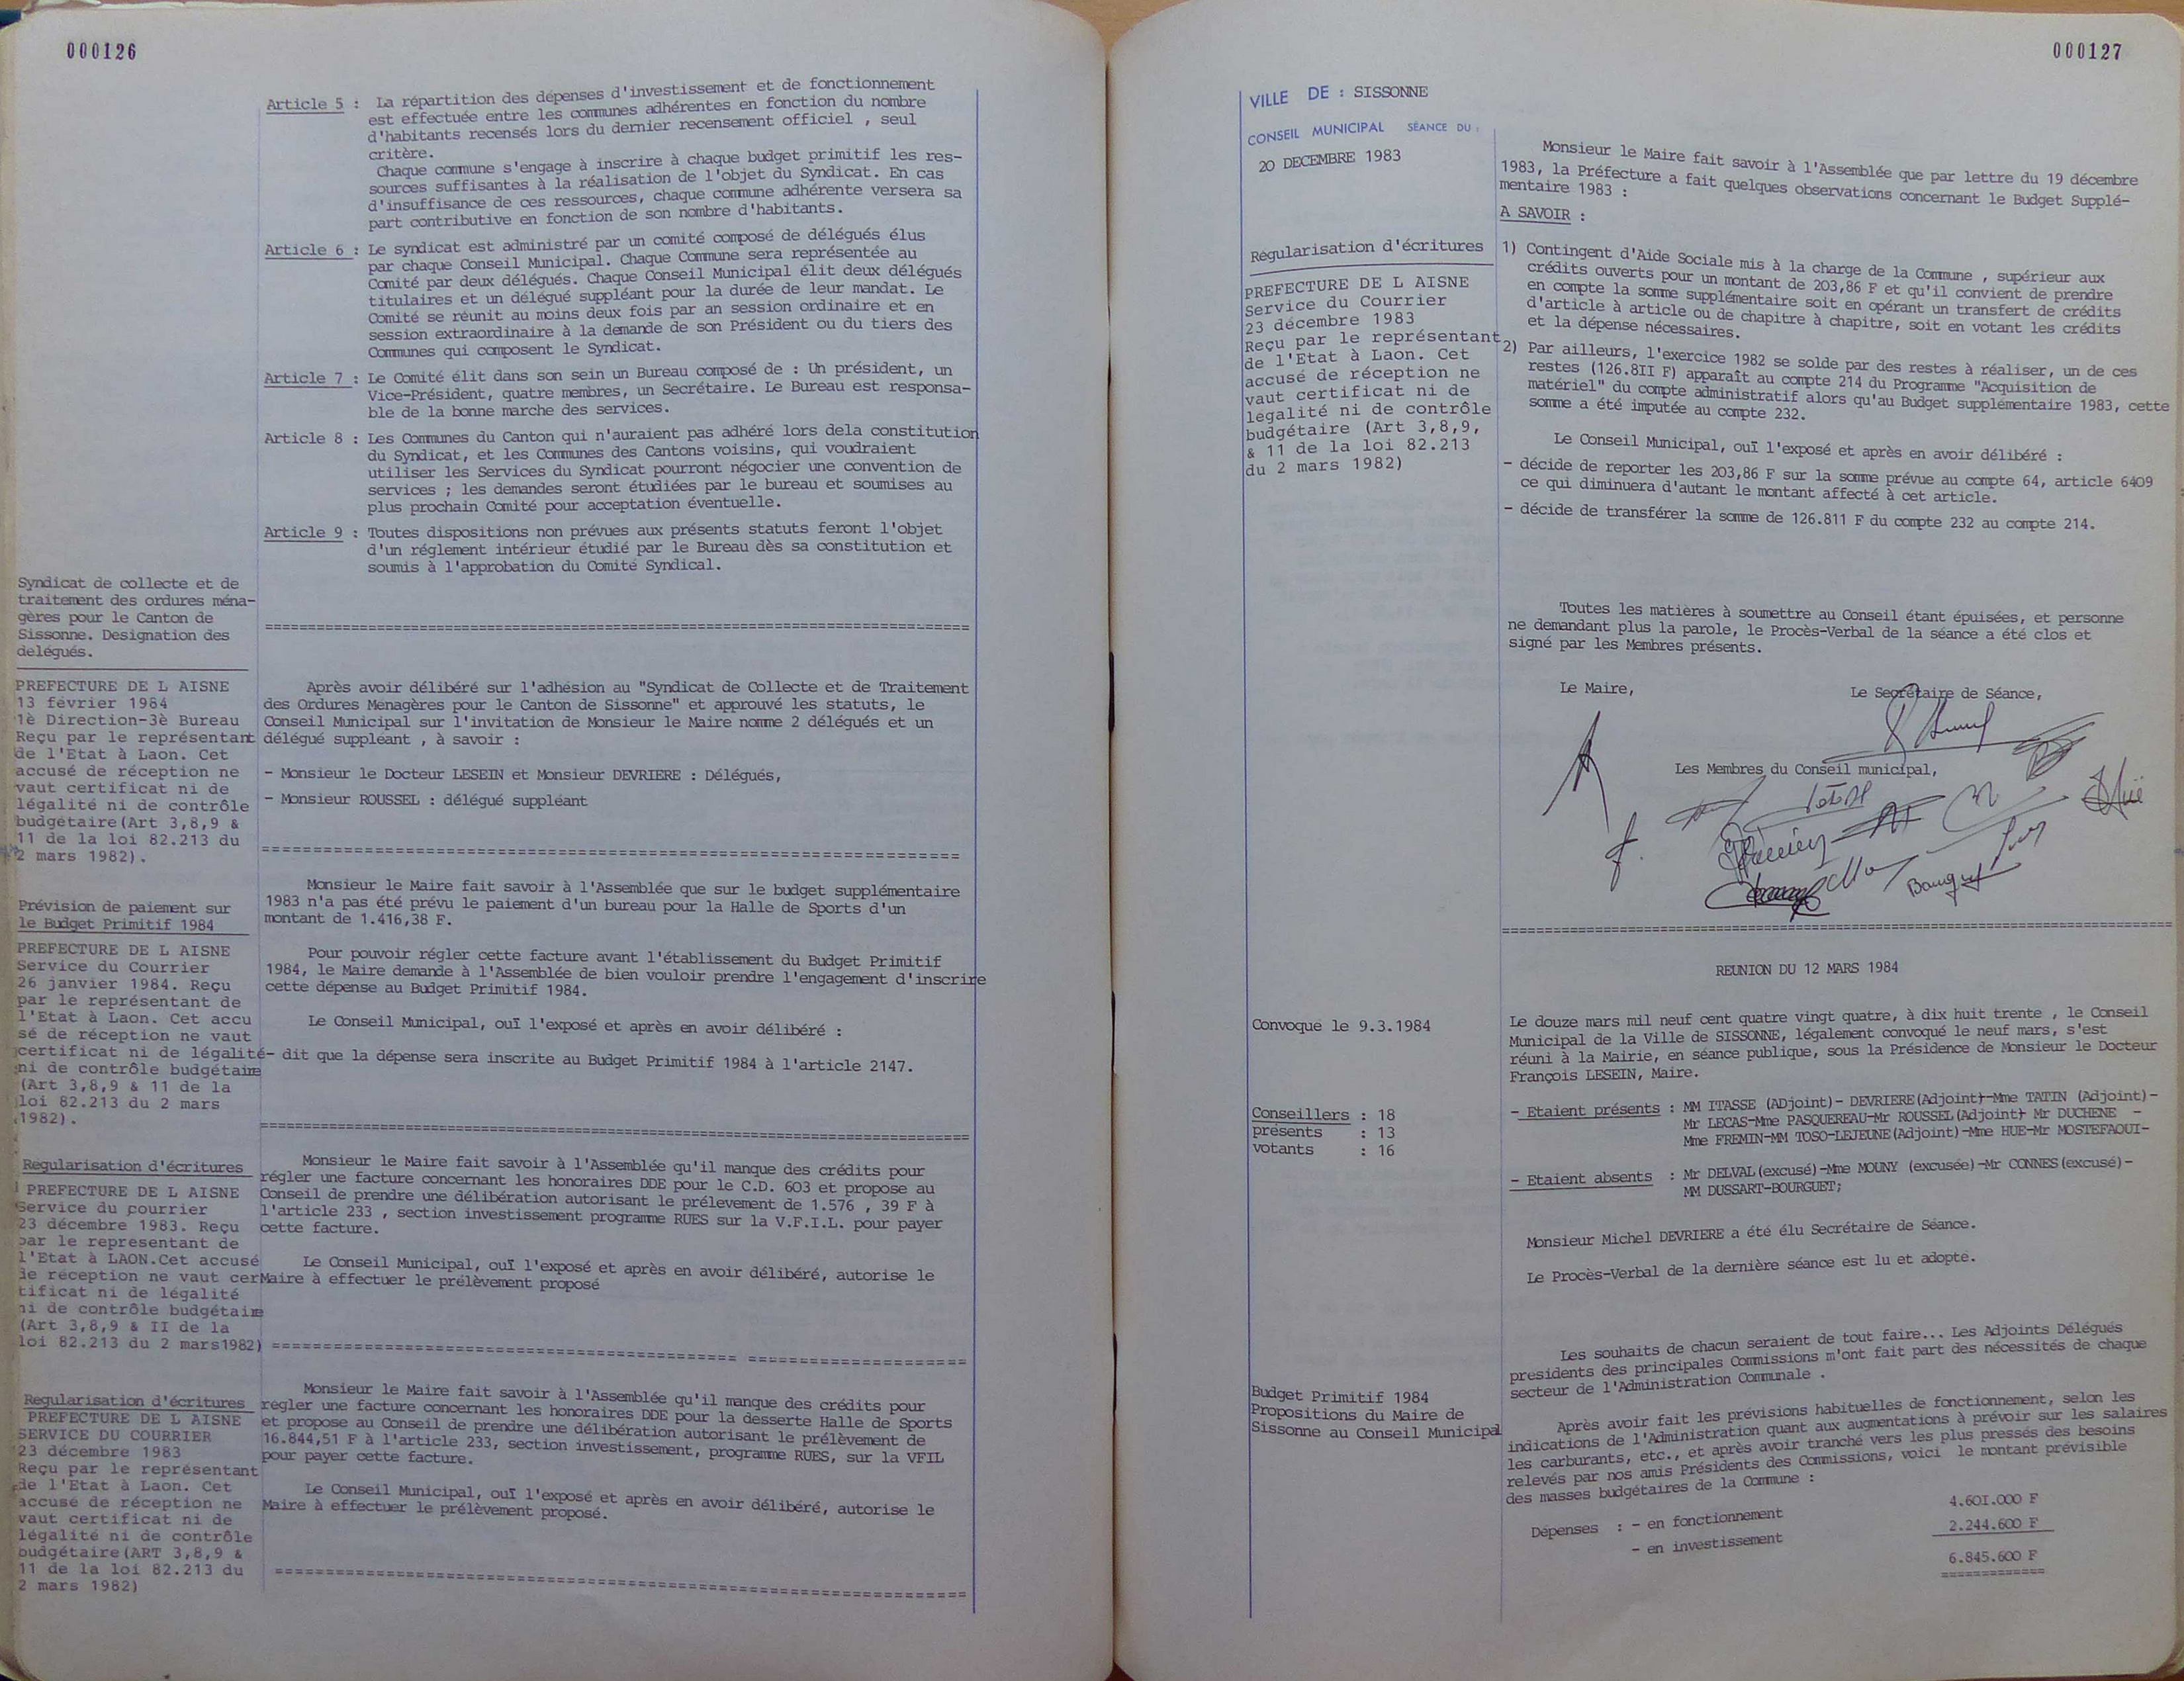 000126
Article 5 : La répartition des dépenses d'investissement et de fonctionnement
est effectuée entre les communes adhérentes en fonction du nombre
d'habitants recensés lors du dernier recensement officiel , seul
critère.
Chaque commune s'engage à inscrire à chaque budget primitif les res-
sources suffisantes à la réalisation de l'objet du Syndicat. En cas
d'insuffisance de ces ressources, chaque commune adhérente versera sa
part contributive en fonction de son nombre d'habitants.
Article 6 : Le syndicat est administré par un comité composé de délégués élus
par chaque Conseil Municipal. Chaque Commune sera représentée au
Comité par deux délégués. Chaque Conseil Municipal élit deux délégués
titulaires et un délégué suppléant pour la durée de leur mandat. Le
Comité se réunit au moins deux fois par an session ordinaire et en
session extraordinaire à la demande de son Président ou du tiers des
Communes qui composent le Syndicat.
Article 7 : Le Comité élit dans son sein un Bureau composé de : Un président, un
Vice-Président, quatre membres, un Secrétaire. Le Bureau est responsa-
ble de la bonne marche des services.
Article 8 : Les Communes du Canton qui n'auraient pas adhéré lors dela constitution
du Syndicat, et les Communes des Cantons voisins, qui voudraient
utiliser les Services du Syndicat pourront négocier une convention de
services ; les demandes seront étudiées par le bureau et soumises au
plus prochain Comité pour acceptation éventuelle.
Article 9 : Toutes dispositions non prévues aux présents statuts feront l'objet
d'un réglement intérieur étudié par le Bureau dès sa constitution et
soumis à l'approbation du Comité Syndical.
Syndicat de collecte et de
traitement des ordures ména-
gères pour le Canton de
Sissonne. Designation des
delégués.
PREFECTURE DE L AISNE
13 février 1984
1è Direction-3è Bureau
Reçu par le représentant
de l'Etat à Laon. Cet
accusé de réception ne
vaut certificat ni de
légalité ni de contrôle
budgétaire(Art 3,8,9 &
11 de la loi 82.213 du
2 mars 1982).
Après avoir délibéré sur l'adhésion au "Syndicat de Collecte et de Traitement
des Ordures Ménagères pour le Canton de Sissonne" et approuvé les statuts, le
Conseil Municipal sur l'invitation de Monsieur le Maire nomme 2 délégués et un
délégué suppléant , à savoir :
- Monsieur le Docteur LESEIN et Monsieur DEVRIERE : Délégués,
- Monsieur ROUSSEL : délégué suppléant
Prévision de paiement sur
le Budget Primitif 1984
PREFECTURE DE L AISNE
Service du Courrier
26 janvier 1984. Reçu
par le représentant de
l'Etat à Laon. Cet accu
sé de réception ne vaut
certificat ni de légalité
ni de contrôle budgétaire
(Art 3,8,9 & 11 de la
loi 82.213 du 2 mars
1982).
Monsieur le Maire fait savoir à l'Assemblée que sur le budget supplémentaire
1983 n'a pas été prévu le paiement d'un bureau pour la Halle de Sports d'un
montant de 1.416,38 F.
Pour pouvoir régler cette facture avant l'établissement du Budget Primitif
1984, le Maire demande à l'Assemblée de bien vouloir prendre l'engagement d'inscrire
cette dépense au Budget Primitif 1984.
Le Conseil Municipal, ouï l'exposé et après en avoir délibéré :
- dit que la dépense sera inscrite au Budget Primitif 1984 à l'article 2147.
Regularisation d'écritures
PREFECTURE DE L AISNE
Service du courrier
23 décembre 1983. Reçu
par le representant de
l'Etat à LAON.Cet accusé
de reception ne vaut cer
tificat ni de légalité
ni de contrôle budgétaire
(Art 3,8,9 & II de la
loi 82.213 du 2 mars1982)
Monsieur le Maire fait savoir à l'Assemblée qu'il manque des crédits pour
régler une facture concernant les honoraires DDE pour le C.D. 603 et propose au
Conseil de prendre une délibération autorisant le prélevement de 1.576 , 39 F à
l'article 233 , section investissement programme RUES sur la V.F.I.L. pour payer
cette facture.
Le Conseil Municipal, ouï l'exposé et après en avoir délibéré, autorise le
Maire à effectuer le prélèvement proposé
Regularisation d'écritures
PREFECTURE DE L AISNE
SERVICE DU COURRIER
23 décembre 1983
Reçu par le représentant
de l'Etat à Laon. Cet
accusé de réception ne
vaut certificat ni de
légalité ni de contrôle
budgétaire(ART 3,8,9 &
11 de la loi 82.213 du
2 mars 1982)
Monsieur le Maire fait savoir à l'Assemblée qu'il manque des crédits pour
regler une facture concernant les honoraires DDE pour la desserte Halle de Sports
et propose au Conseil de prendre une délibération autorisant le prélèvement de
16.844,51 F à l'article 233, section investissement, programme RUES, sur la VFIL
pour payer cette facture.
Le Conseil Municipal, ouï l'exposé et après en avoir délibéré, autorise le
Maire à effectuer le prélèvement proposé.
000127
VILLE DE : SISSONNE
CONSEIL MUNICIPAL SÉANCE DU :
20 DECEMBRE 1983
Monsieur le Maire fait savoir à l'Assemblée que par lettre du 19 décembre
1983, la Préfecture a fait quelques observations concernant le Budget Supplé-
mentaire 1983 :
A SAVOIR :
Régularisation d'écritures
PREFECTURE DE L AISNE
Service du Courrier
23 décembre 1983
Reçu par le représentant
de l'Etat à Laon. Cet
accusé de réception ne
vaut certificat ni de
légalité ni de contrôle
budgétaire (Art 3,8,9,
& 11 de la loi 82.213
du 2 mars 1982)
1) Contingent d'Aide Sociale mis à la charge de la Commune , supérieur aux
crédits ouverts pour un montant de 203,86 F et qu'il convient de prendre
en compte la somme supplémentaire soit en opérant un transfert de crédits
d'article à article ou de chapitre à chapitre, soit en votant les crédits
et la dépense nécessaires.
2) Par ailleurs, l'exercice 1982 se solde par des restes à réaliser, un de ces
restes (126.8II F) apparaît au compte 214 du Programme "Acquisition de
matériel" du compte administratif alors qu'au Budget supplémentaire 1983, cette
somme a été imputée au compte 232.
Le Conseil Municipal, ouï l'exposé et après en avoir délibéré :
- décide de reporter les 203,86 F sur la somme prévue au compte 64, article 6409
ce qui diminuera d'autant le montant affecté à cet article.
- décide de transférer la somme de 126.811 F du compte 232 au compte 214.
Toutes les matières à soumettre au Conseil étant épuisées, et personne
ne demandant plus la parole, le Procès-Verbal de la séance a été clos et
signé par les Membres présents.
Le Maire,
Le Secrétaire de Séance,
Les Membres du Conseil municipal,
REUNION DU 12 MARS 1984
Convoqué le 9.3.1984
Le douze mars mil neuf cent quatre vingt quatre, à dix huit trente , le Conseil
Municipal de la Ville de SISSONNE, légalement convoqué le neuf mars, s'est
réuni à la Mairie, en séance publique, sous la Présidence de Monsieur le Docteur
François LESEIN, Maire.
Conseillers : 18
présents : 13
votants : 16
- Etaient présents : MM ITASSE (ADjoint)- DEVRIERE(Adjoint)-Mme TATIN (Adjoint)-
Mr LECAS-Mme PASQUEREAU-Mr ROUSSEL(Adjoint)- Mr DUCHENE -
Mme FREMIN-MM TOSO-LEJEUNE(Adjoint)-Mme HUE-Mr MOSTEFAOUI-
- Etaient absents : Mr DELVAL(excusé)-Mme MOUNY (excusée)-Mr CONNES(excusé)-
MM DUSSART-BOURGUET;
Monsieur Michel DEVRIERE a été élu Secrétaire de Séance.
Le Procès-Verbal de la dernière séance est lu et adopté.
Les souhaits de chacun seraient de tout faire... Les Adjoints Délégués
presidents des principales Commissions m'ont fait part des nécessités de chaque
secteur de l'Administration Communale .
Budget Primitif 1984
Propositions du Maire de
Sissonne au Conseil Municipal
Après avoir fait les prévisions habituelles de fonctionnement, selon les
indications de l'Administration quant aux augmentations à prévoir sur les salaires
les carburants, etc., et après avoir tranché vers les plus pressés des besoins
relevés par nos amis Présidents des Commissions, voici le montant prévisible
des masses budgétaires de la Commune :
Dépenses : - en fonctionnement 4.601.000 F
- en investissement 2.244.600 F
6.845.600 F